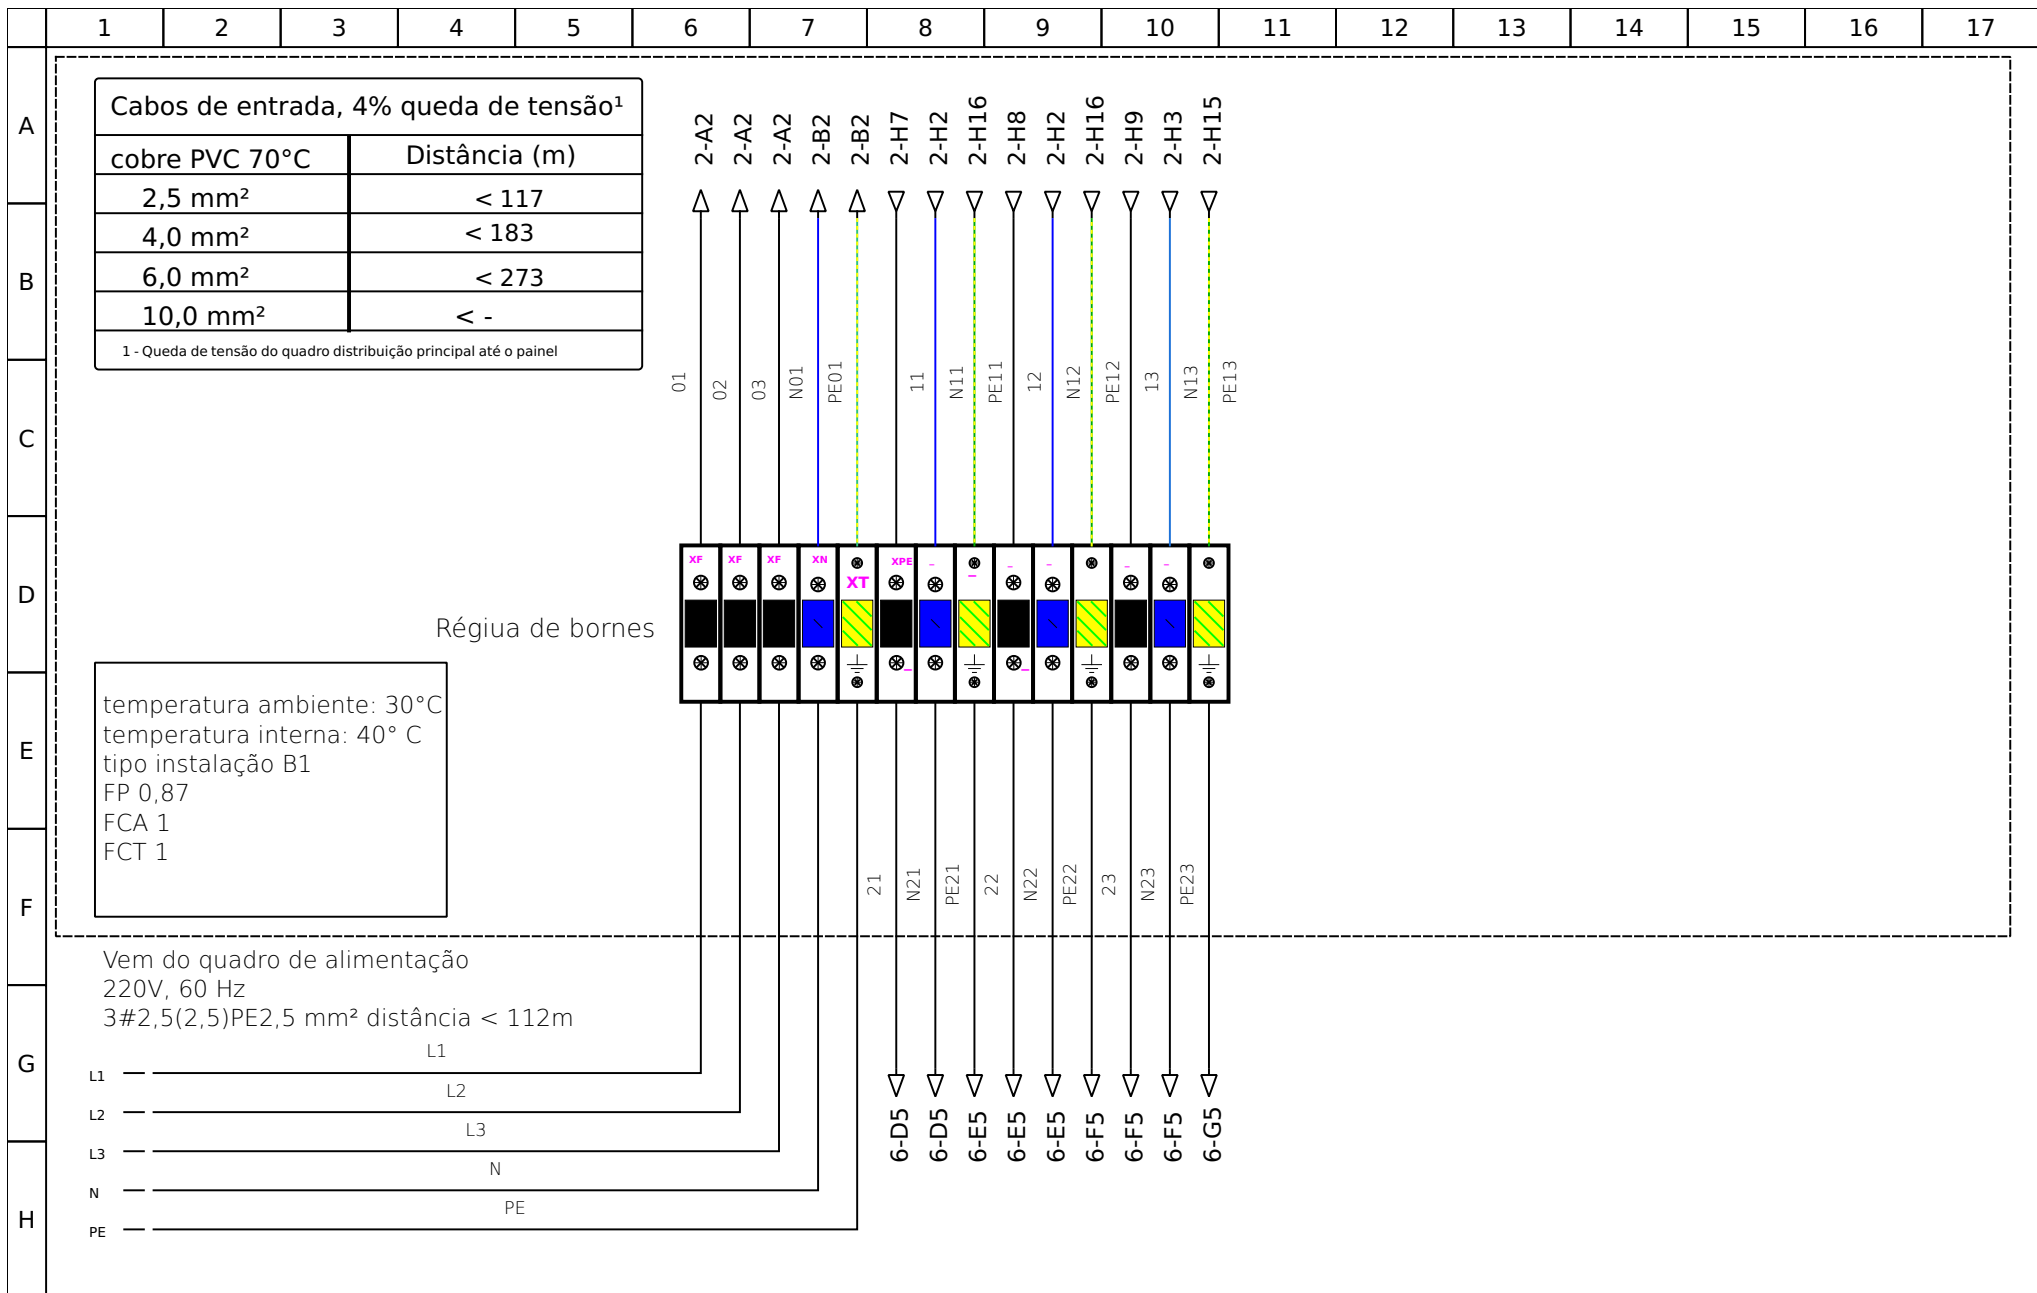 1 2 3 4 5 6 7 8 9 10 11 12 13 14 15 16 17
A
B
C
D
E
F
G
H
Cabos de entrada, 4% queda de tensão¹
cobre PVC 70°C Distância (m)
2,5 mm² < 117
4,0 mm² < 183
6,0 mm² < 273
10,0 mm² < -
1 - Queda de tensão do quadro distribuição principal até o painel
2-A2 2-A2 2-A2 2-B2 2-B2 2-H7 2-H2 2-H16 2-H8 2-H2 2-H16 2-H9 2-H3 2-H15
01 02 03 N01 PE01 11 N11 PE11 12 N12 PE12 13 N13 PE13
XF XF XF XN XT XPE
Régiua de bornes
temperatura ambiente: 30°C
temperatura interna: 40° C
tipo instalação B1
FP 0,87
FCA 1
FCT 1
21 N21 PE21 22 N22 PE22 23 N23 PE23
Vem do quadro de alimentação
220V, 60 Hz
3#2,5(2,5)PE2,5 mm² distância < 112m
L1 L1
L2 L2
L3 L3
N N
PE PE
6-D5 6-D5 6-E5 6-E5 6-E5 6-F5 6-F5 6-F5 6-G5